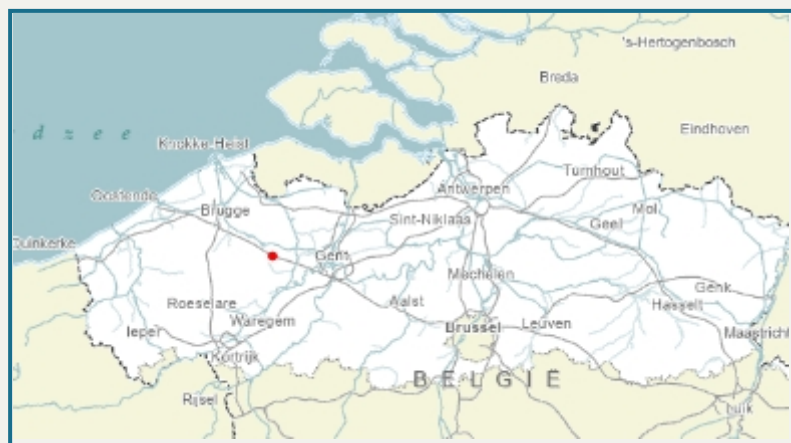 's-Hertogenbosch
Breda
Eindhoven
d z e e
Knokke-Heist
Turnhout
Antwerpen
Oostende
Mol
Brugge
Sint-Niklaas
Geel
Duinkerke
Gent
Mechelen
Genk
Roeselare
Aalst
Hasselt
Waregem
Brussel
Leuven
Ieper
Maastricht
Kortrijk
BELGIË
Rijsel
Luik